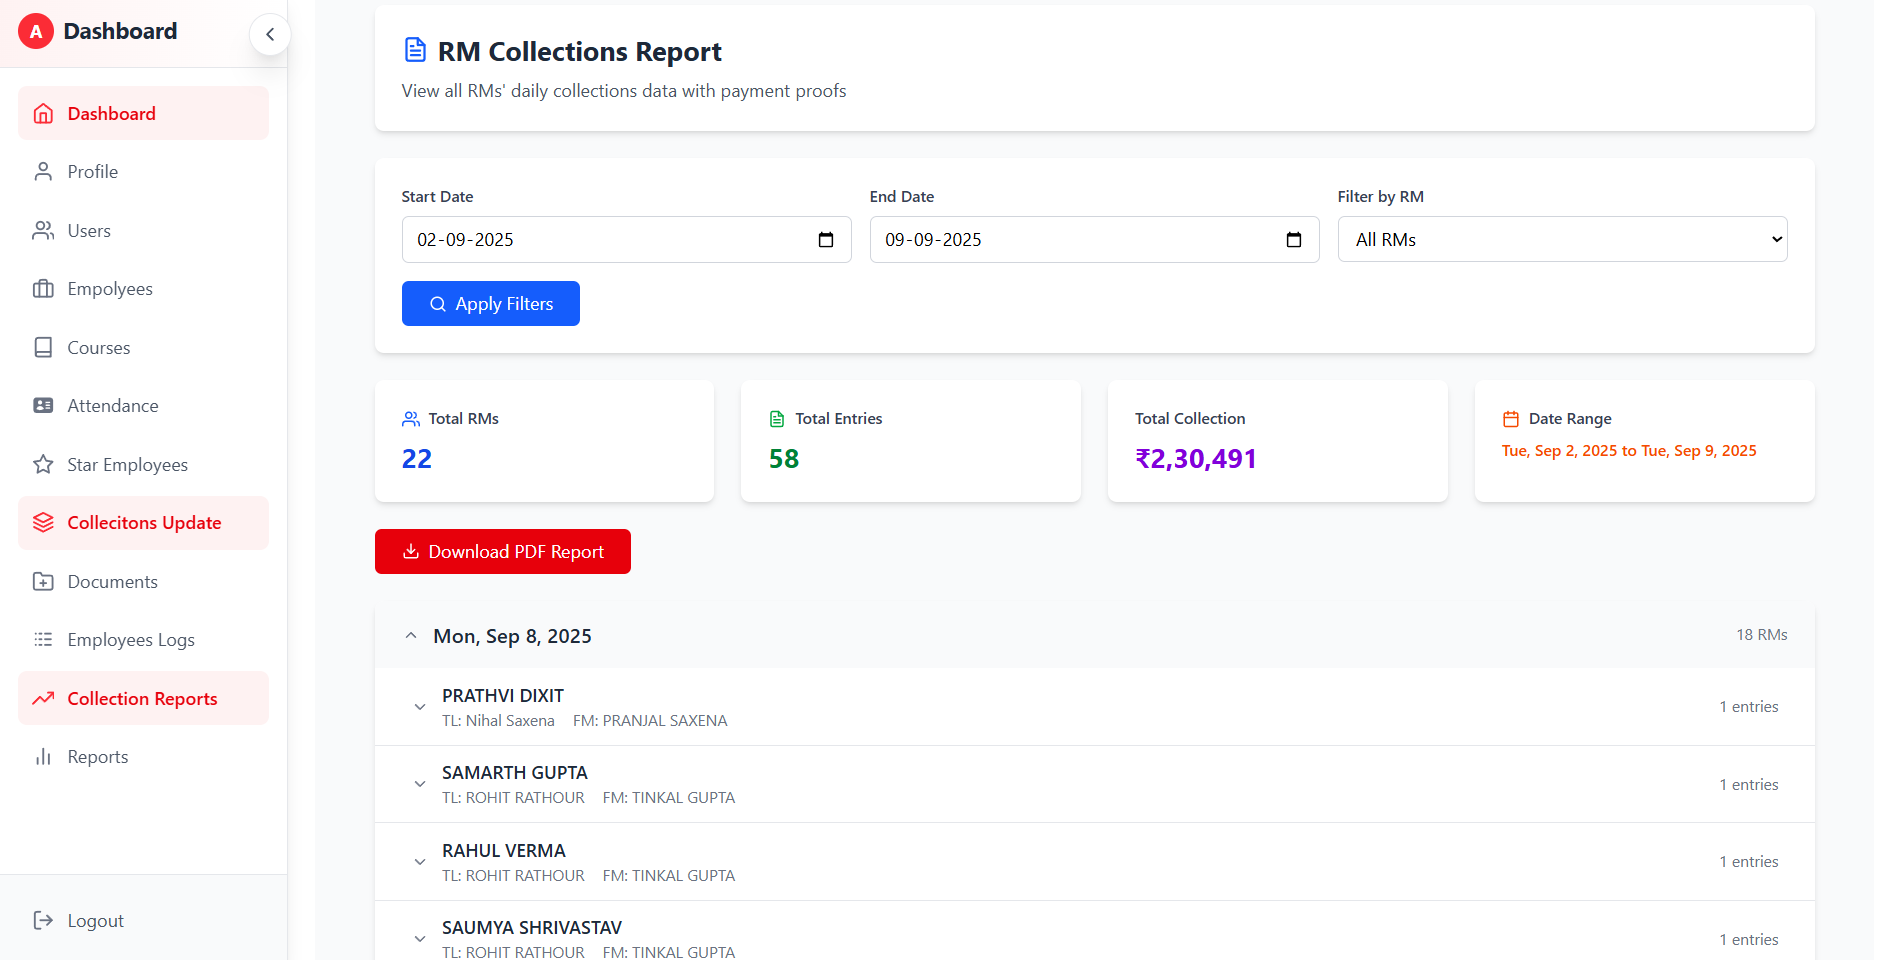 A Dashboard
Dashboard
Profile
Users
Empolyees
Courses
Attendance
Star Employees
Collecitons Update
Documents
Employees Logs
Collection Reports
Reports
Logout
RM Collections Report
View all RMs' daily collections data with payment proofs
Start Date
02-09-2025
End Date
09-09-2025
Filter by RM
All RMs
Apply Filters
Total RMs
22
Total Entries
58
Total Collection
₹2,30,491
Date Range
Tue, Sep 2, 2025 to Tue, Sep 9, 2025
Download PDF Report
Mon, Sep 8, 2025 18 RMs
PRATHVI DIXIT
TL: Nihal Saxena FM: PRANJAL SAXENA
1 entries
SAMARTH GUPTA
TL: ROHIT RATHOUR FM: TINKAL GUPTA
1 entries
RAHUL VERMA
TL: ROHIT RATHOUR FM: TINKAL GUPTA
1 entries
SAUMYA SHRIVASTAV
TL: ROHIT RATHOUR FM: TINKAL GUPTA
1 entries